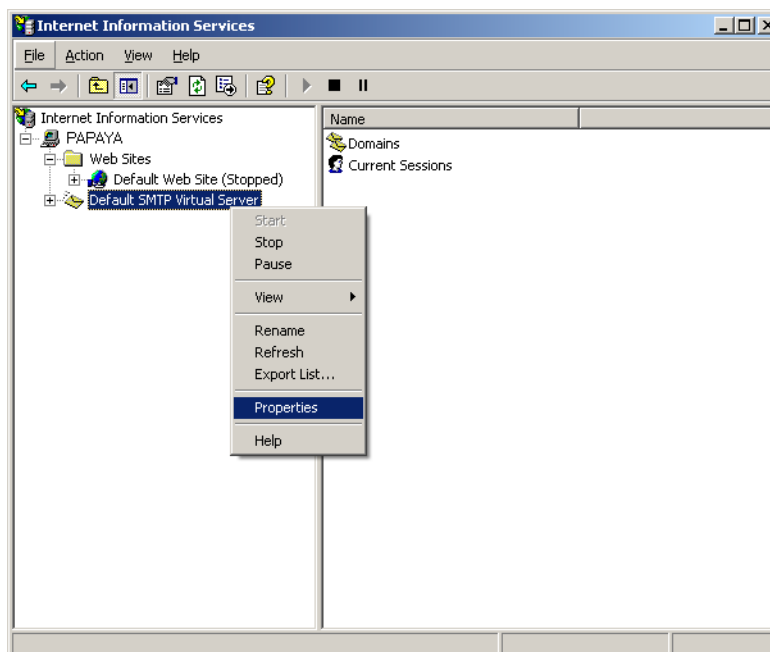 Internet Information Services
File Action View Help
Internet Information Services
PAPAYA
Web Sites
Default Web Site (Stopped)
Default SMTP Virtual Server
Name
Domains
Current Sessions
Start
Stop
Pause
View
Rename
Refresh
Export List...
Properties
Help